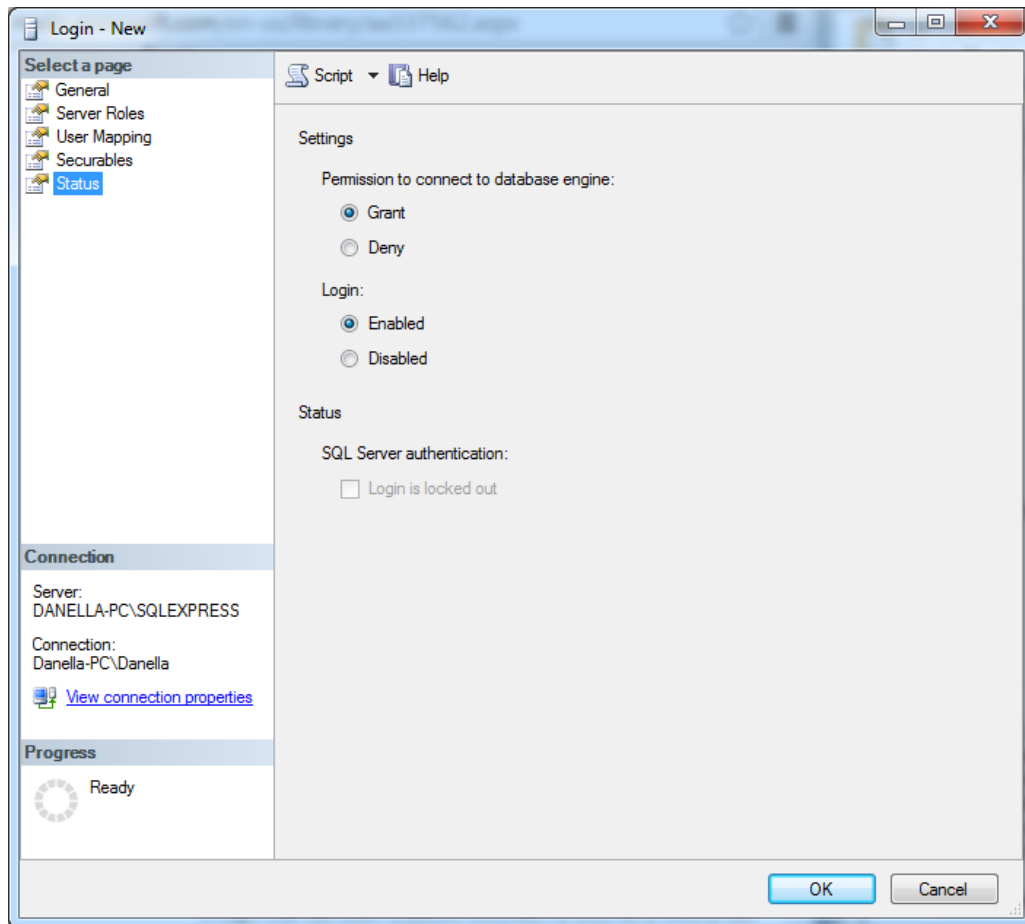 Login - New
Select a page
General
Server Roles
User Mapping
Securables
Status
Script
Help
Settings
Permission to connect to database engine:
Grant
Deny
Login:
Enabled
Disabled
Status
SQL Server authentication:
Login is locked out
Connection
Server:
DANELLA-PC\SQLEXPRESS
Connection:
Danella-PC\Danella
View connection properties
Progress
Ready
OK
Cancel